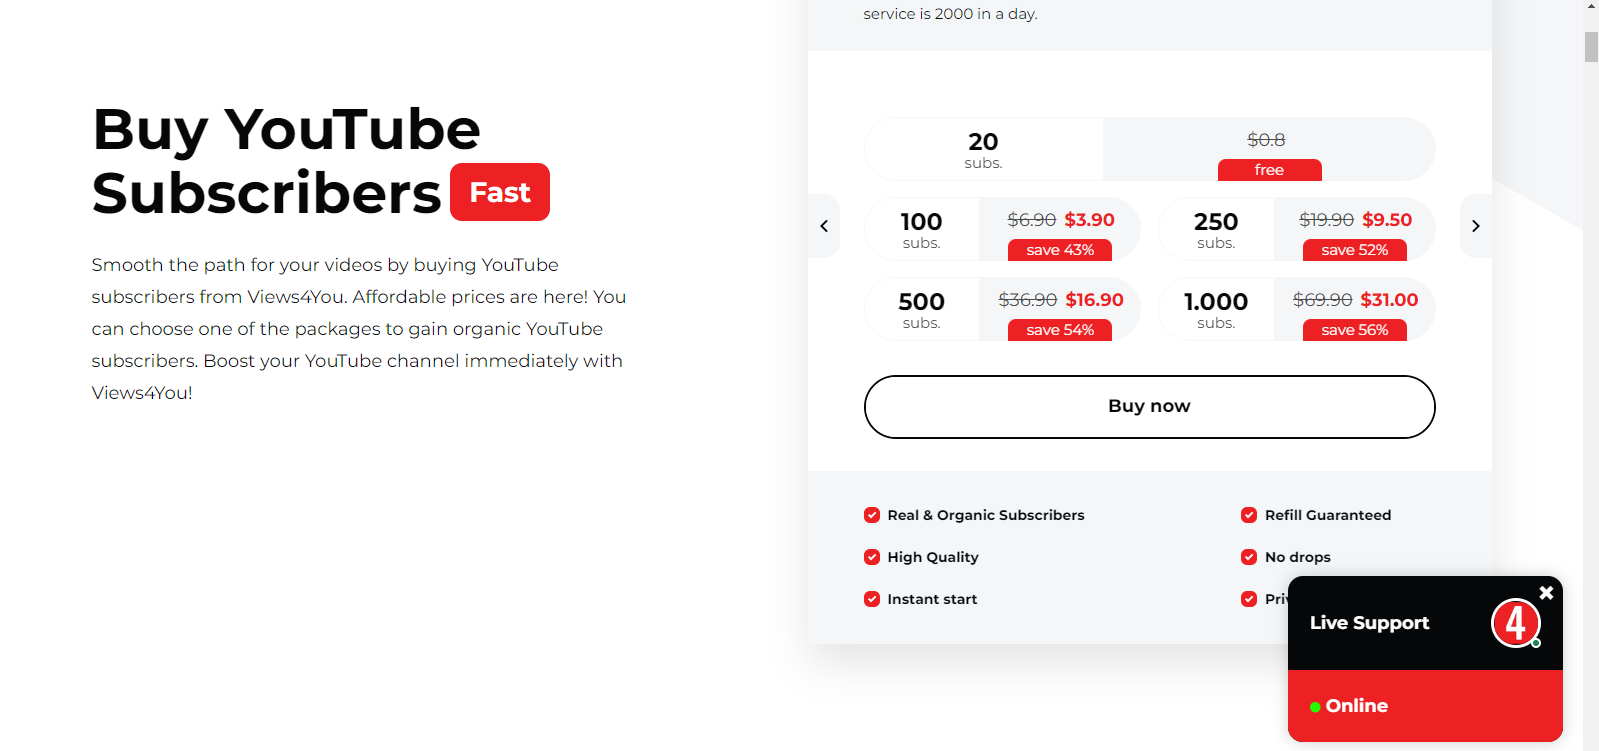 service is 2000 in a day.
Buy YouTube
Subscribers Fast
Smooth the path for your videos by buying YouTube
subscribers from Views4You. Affordable prices are here! You
can choose one of the packages to gain organic YouTube
subscribers. Boost your YouTube channel immediately with
Views4You!
20
subs.
$0.8
free
100
subs.
$6.90 $3.90
save 43%
250
subs.
$19.90 $9.50
save 52%
500
subs.
$36.90 $16.90
save 54%
1.000
subs.
$69.90 $31.00
save 56%
Buy now
Real & Organic Subscribers
Refill Guaranteed
High Quality
No drops
Instant start
Live Support
4
Online